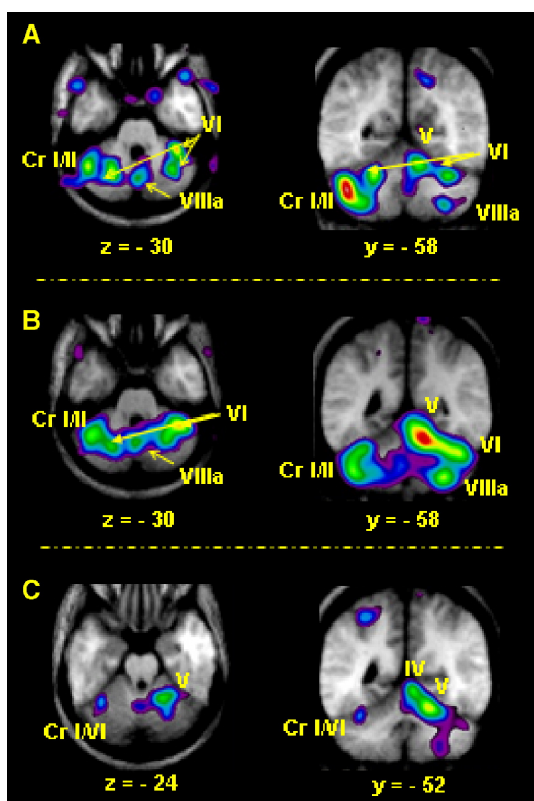 A
VI
Cr I/II
VIIIa
z = - 30
V
VI
Cr I/II
VIIIa
y = - 58
B
Cr I/II
VI
VIIIa
z = - 30
V
VI
Cr I/II
VIIIa
y = - 58
C
V
Cr I/VI
z = - 24
IV
V
Cr I/VI
y = - 52